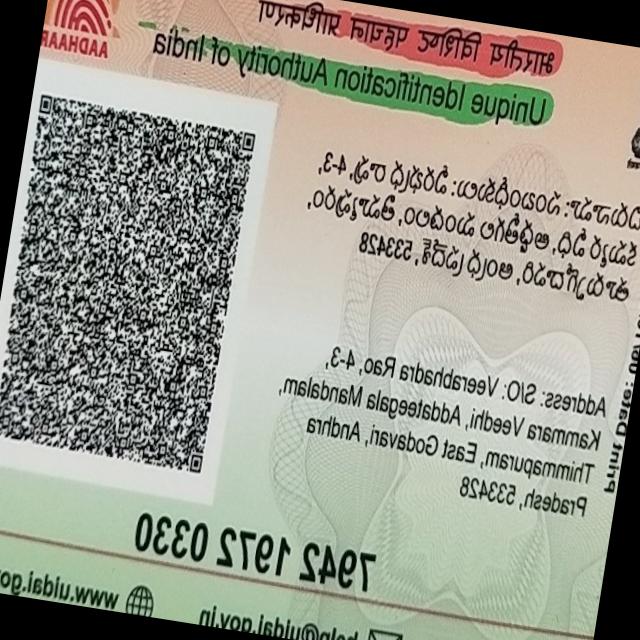 भारतीय विशिष्ट पहचान प्राधिकरण
Unique Identification Authority of India
AADHAAR
చిరునామా: సంబంధీకులు: వీరభద్ర రావు, 4-3,
కమ్మర వీధి, అడ్డతీగల మండలం, తిమ్మాపురం,
తూర్పు గోదావరి, ఆంధ్ర ప్రదేశ్, 533428
Address: S/O: Veerabhadra Rao, 4-3,
Kammara Veedhi, Addateegala Mandalam,
Thimmapuram, East Godavari, Andhra
Pradesh, 533428
Print Date:
7942 1972 0330
help@uidai.gov.in
www.uidai.gov